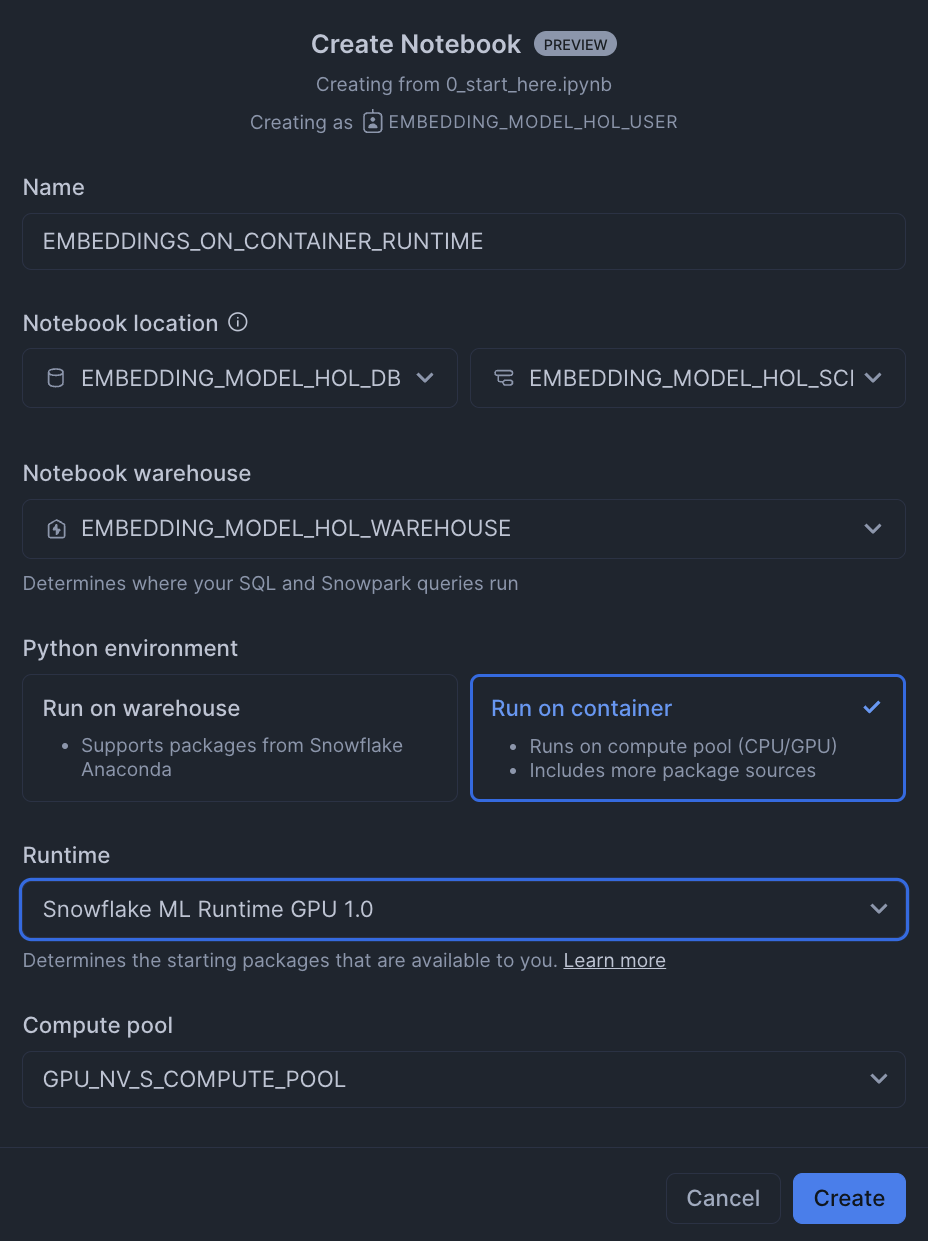 Create Notebook PREVIEW
Creating from 0_start_here.ipynb
Creating as EMBEDDING_MODEL_HOL_USER
Name
EMBEDDINGS_ON_CONTAINER_RUNTIME
Notebook location
EMBEDDING_MODEL_HOL_DB
EMBEDDING_MODEL_HOL_SCI
Notebook warehouse
EMBEDDING_MODEL_HOL_WAREHOUSE
Determines where your SQL and Snowpark queries run
Python environment
Run on warehouse
• Supports packages from Snowflake
Anaconda
Run on container
• Runs on compute pool (CPU/GPU)
• Includes more package sources
Runtime
Snowflake ML Runtime GPU 1.0
Determines the starting packages that are available to you. Learn more
Compute pool
GPU_NV_S_COMPUTE_POOL
Cancel
Create